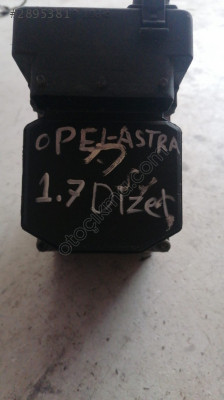 #2895381
OPEL-ASTRA
1.7 Dizel